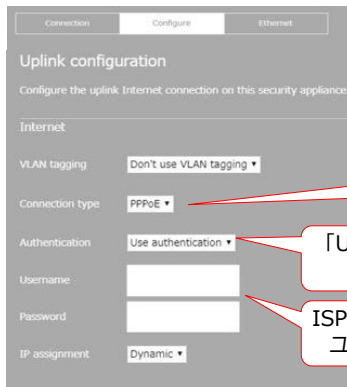 Connection Configure Ethernet
Uplink configuration
Configure the uplink Internet connection on this security appliance
Internet
VLAN tagging Don't use VLAN tagging
Connection type PPPoE
Authentication Use authentication
「U
Username
ISP
Password
ユ
IP assignment Dynamic